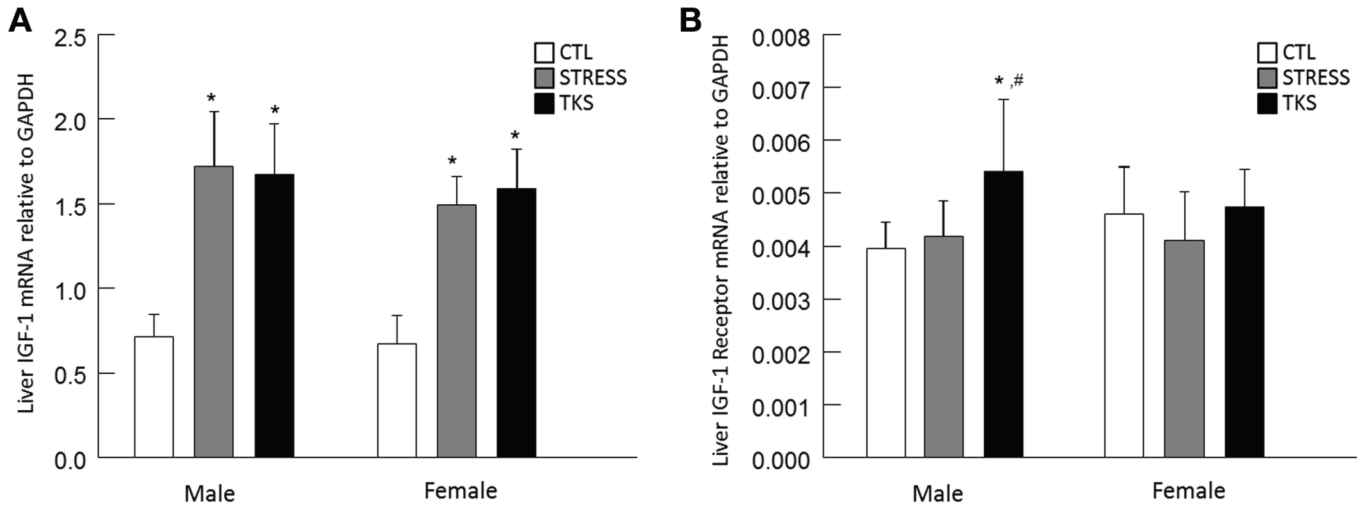 A
Liver IGF-1 mRNA relative to GAPDH
2.5
2.0
1.5
1.0
0.5
0.0
CTL
STRESS
TKS
*
*
*
*
Male
Female
B
Liver IGF-1 Receptor mRNA relative to GAPDH
0.008
0.007
0.006
0.005
0.004
0.003
0.002
0.001
0.000
CTL
STRESS
TKS
* ,#
Male
Female